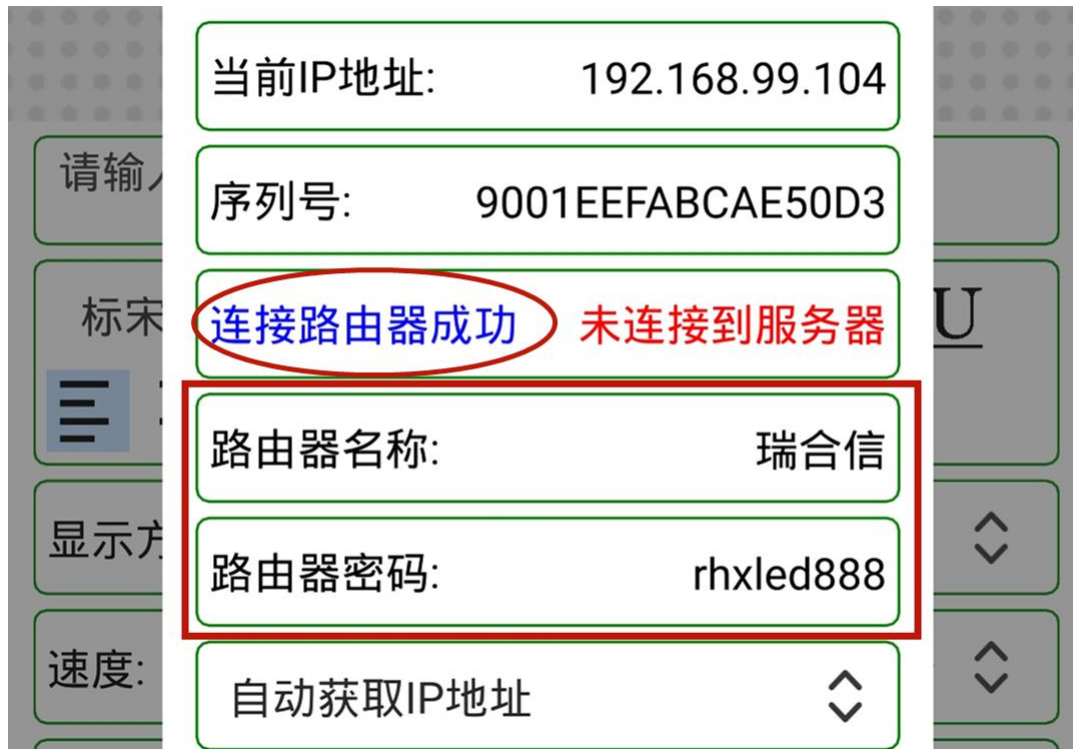 当前IP地址: 192.168.99.104
请输入
序列号: 9001EEFABCAE50D3
标宋
连接路由器成功 未连接到服务器
U
路由器名称: 瑞合信
显示方
路由器密码: rhxled888
速度:
自动获取IP地址